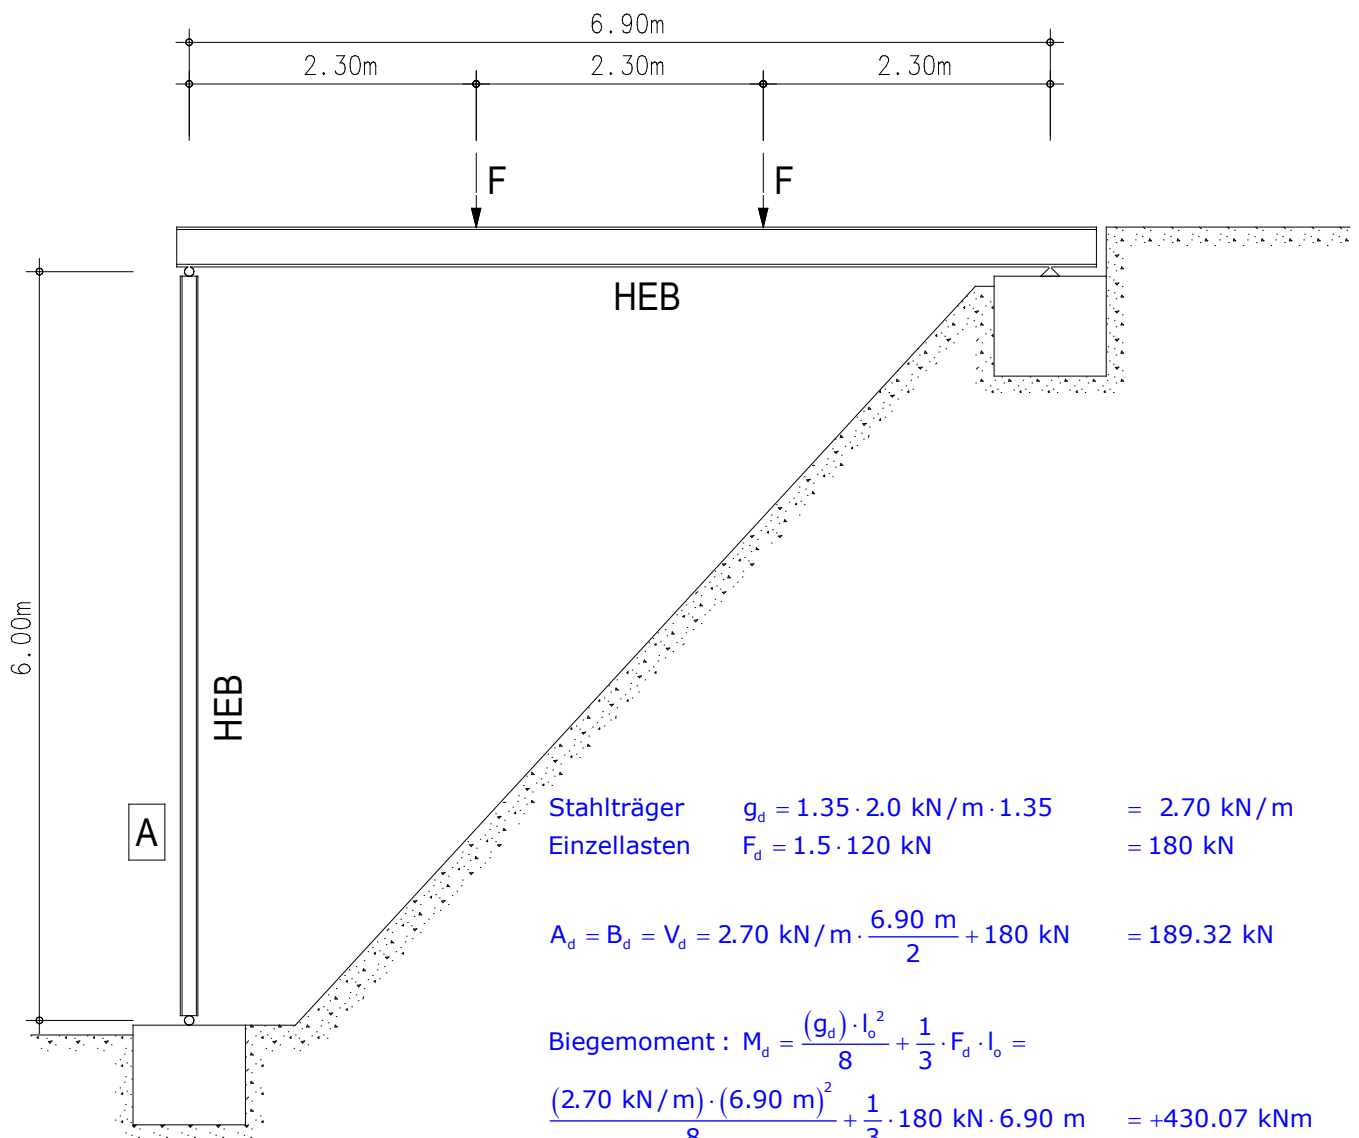 6.90m
2.30m 2.30m 2.30m
F F
HEB
6.00m
HEB
A
Stahlträger g_d = 1.35 · 2.0 kN/m · 1.35 = 2.70 kN/m
Einzellasten F_d = 1.5 · 120 kN = 180 kN
A_d = B_d = V_d = 2.70 kN/m · 6.90 m / 2 + 180 kN = 189.32 kN
Biegemoment : M_d = (g_d) · l_o² / 8 + 1/3 · F_d · l_o =
(2.70 kN/m) · (6.90 m)² / 8 + 1/3 · 180 kN · 6.90 m = +430.07 kNm